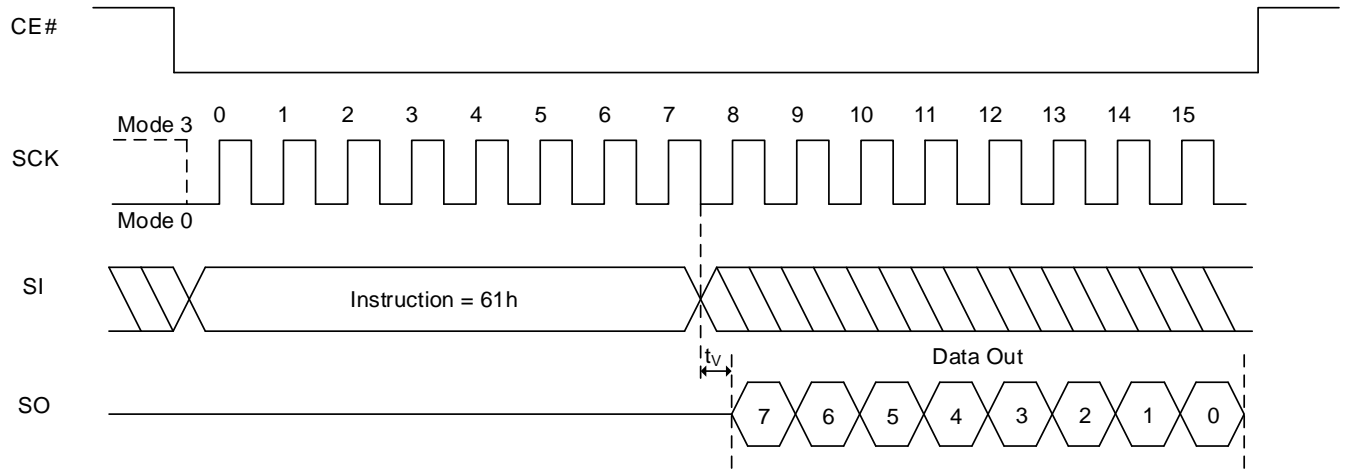 CE#
0 1 2 3 4 5 6 7 8 9 10 11 12 13 14 15
Mode 3
SCK
Mode 0
SI
Instruction = 61h
tV
Data Out
SO
7 6 5 4 3 2 1 0